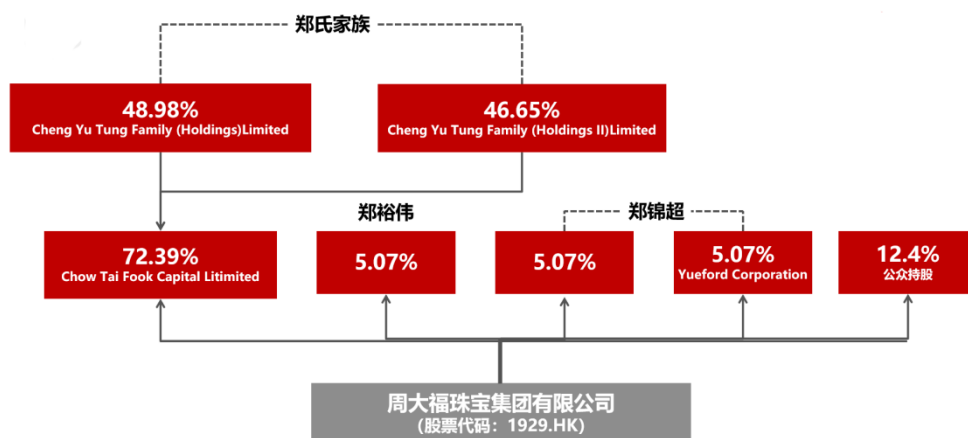 郑氏家族
48.98%
Cheng Yu Tung Family (Holdings)Limited
46.65%
Cheng Yu Tung Family (Holdings II)Limited
郑裕伟
郑锦超
72.39%
Chow Tai Fook Capital Litimited
5.07%
5.07%
5.07%
Yueford Corporation
12.4%
公众持股
周大福珠宝集团有限公司
（股票代码：1929.HK）